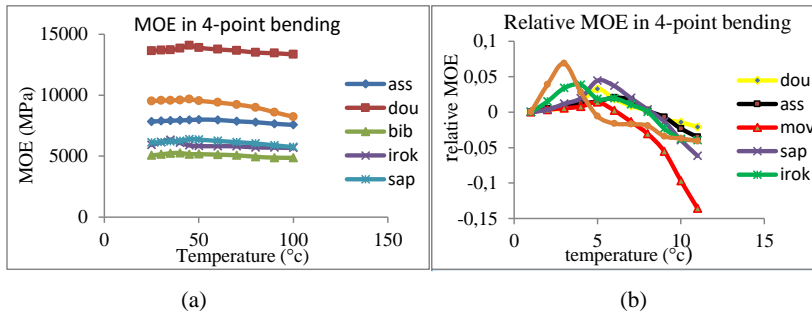 MOE in 4-point bending
15000
10000
5000
0
MOE (MPa)
0
50
100
150
Temperature (°c)
ass
dou
bib
irok
sap
(a)
Relative MOE in 4-point bending
0,1
0,05
0
-0,05
-0,1
-0,15
relative MOE
0
5
10
15
temperature (°c)
dou
ass
mov
sap
irok
(b)